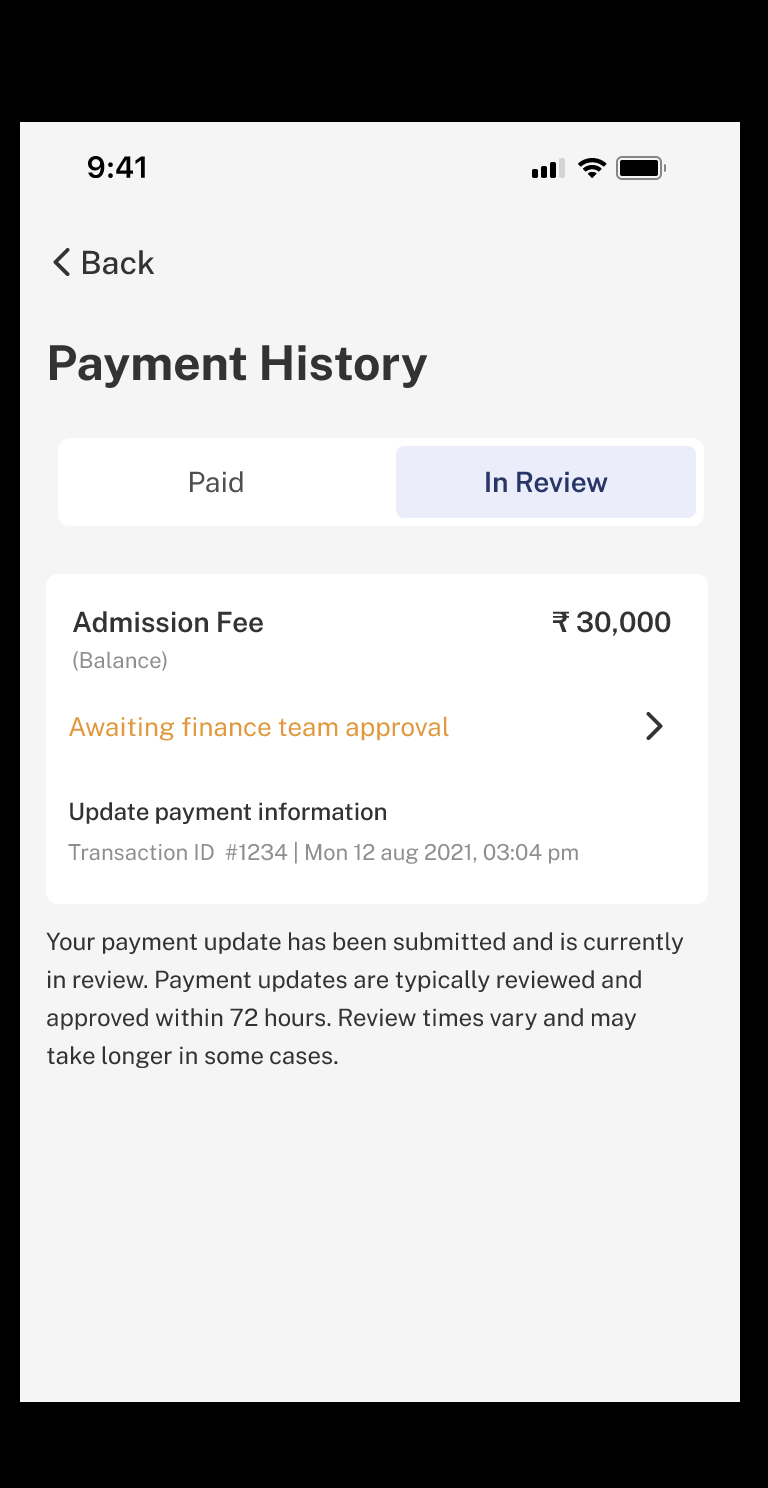 9:41
Back
Payment History
Paid
In Review
Admission Fee
₹ 30,000
(Balance)
Awaiting finance team approval
Update payment information
Transaction ID #1234 | Mon 12 aug 2021, 03:04 pm
Your payment update has been submitted and is currently
in review. Payment updates are typically reviewed and
approved within 72 hours. Review times vary and may
take longer in some cases.